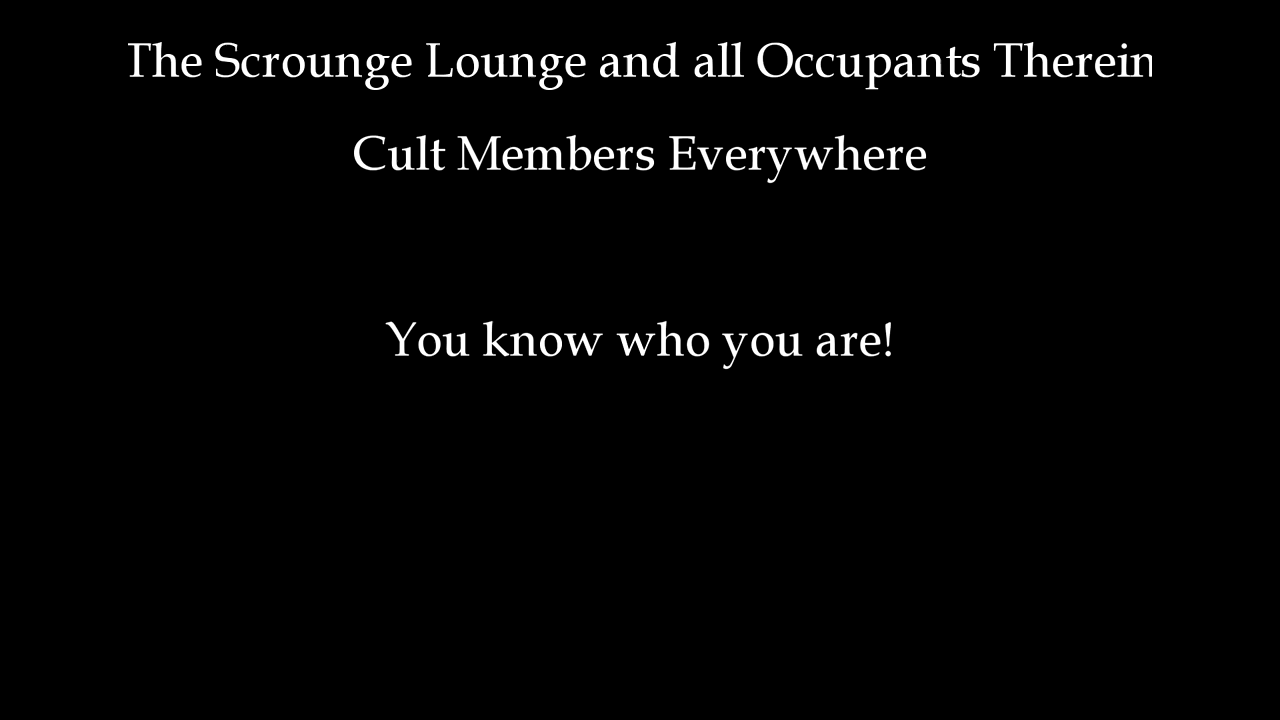 The Scrounge Lounge and all Occupants Therein
Cult Members Everywhere
You know who you are!